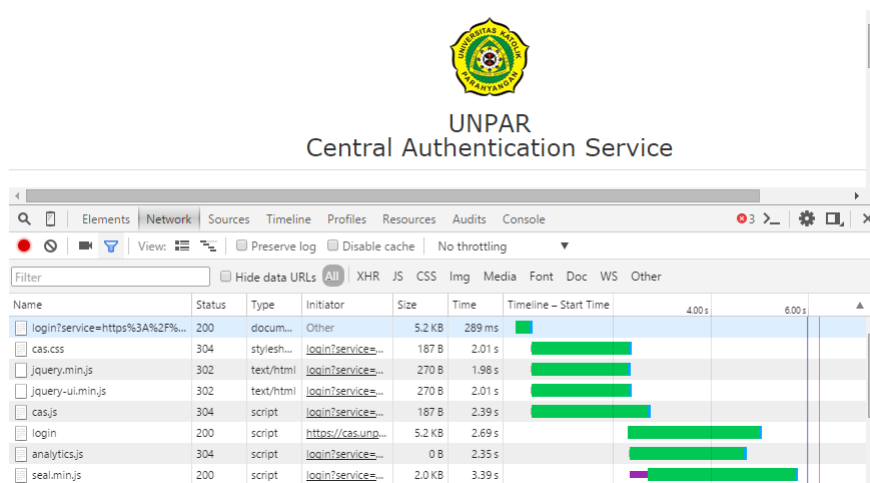 UNIVERSITAS KATOLIK
PARAHYANGAN
UNPAR
Central Authentication Service
Elements Network Sources Timeline Profiles Resources Audits Console 3
View: Preserve log Disable cache No throttling
Filter Hide data URLs All XHR JS CSS Img Media Font Doc WS Other
Name Status Type Initiator Size Time Timeline – Start Time 4.00 s 6.00 s
login?service=https%3A%2F%... 200 docum... Other 5.2 KB 289 ms
cas.css 304 stylesh... login?service=... 187 B 2.01 s
jquery.min.js 302 text/html login?service=... 270 B 1.98 s
jquery-ui.min.js 302 text/html login?service=... 270 B 2.01 s
cas.js 304 script login?service=... 187 B 2.39 s
login 200 script https://cas.unp... 5.2 KB 2.69 s
analytics.js 304 script login?service=... 0 B 2.35 s
seal.min.js 200 script login?service=... 2.0 KB 3.39 s